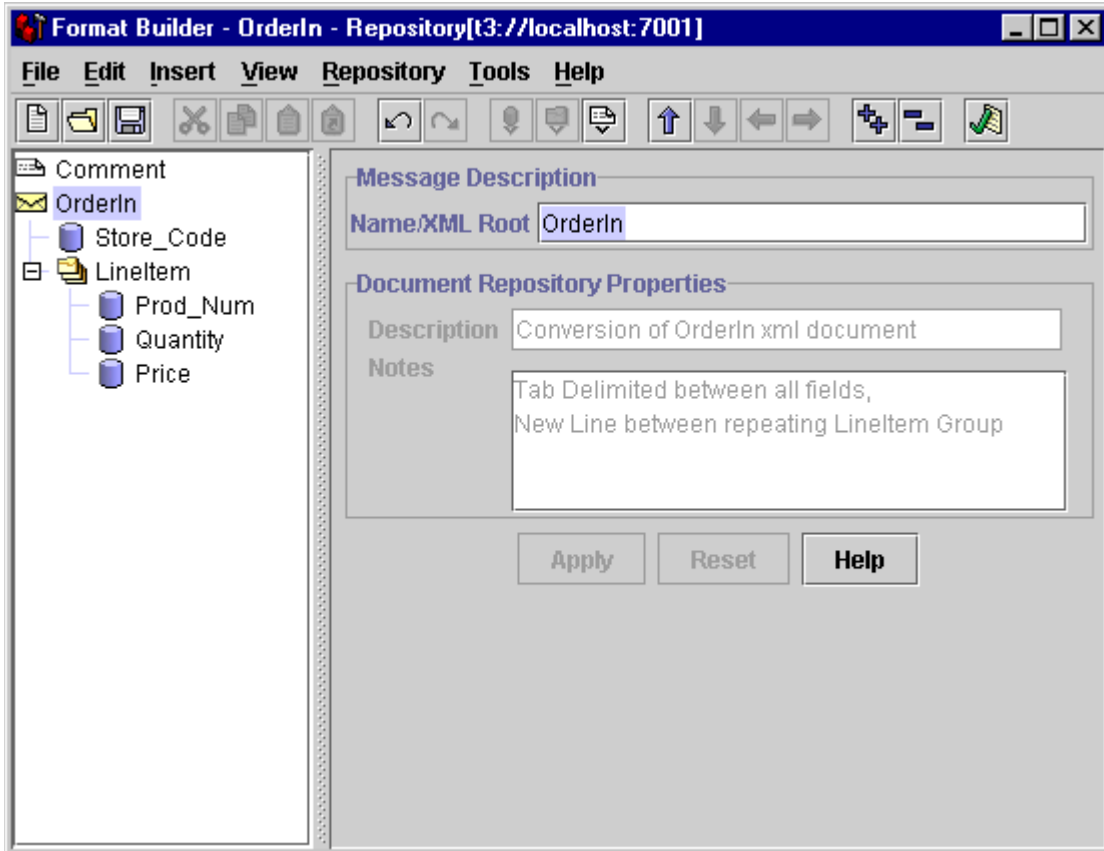 Format Builder - OrderIn - Repository[t3://localhost:7001]
File Edit Insert View Repository Tools Help
Comment
OrderIn
Store_Code
LineItem
Prod_Num
Quantity
Price
Message Description
Name/XML Root OrderIn
Document Repository Properties
Description Conversion of OrderIn xml document
Notes
Tab Delimited between all fields,
New Line between repeating LineItem Group
Apply Reset Help